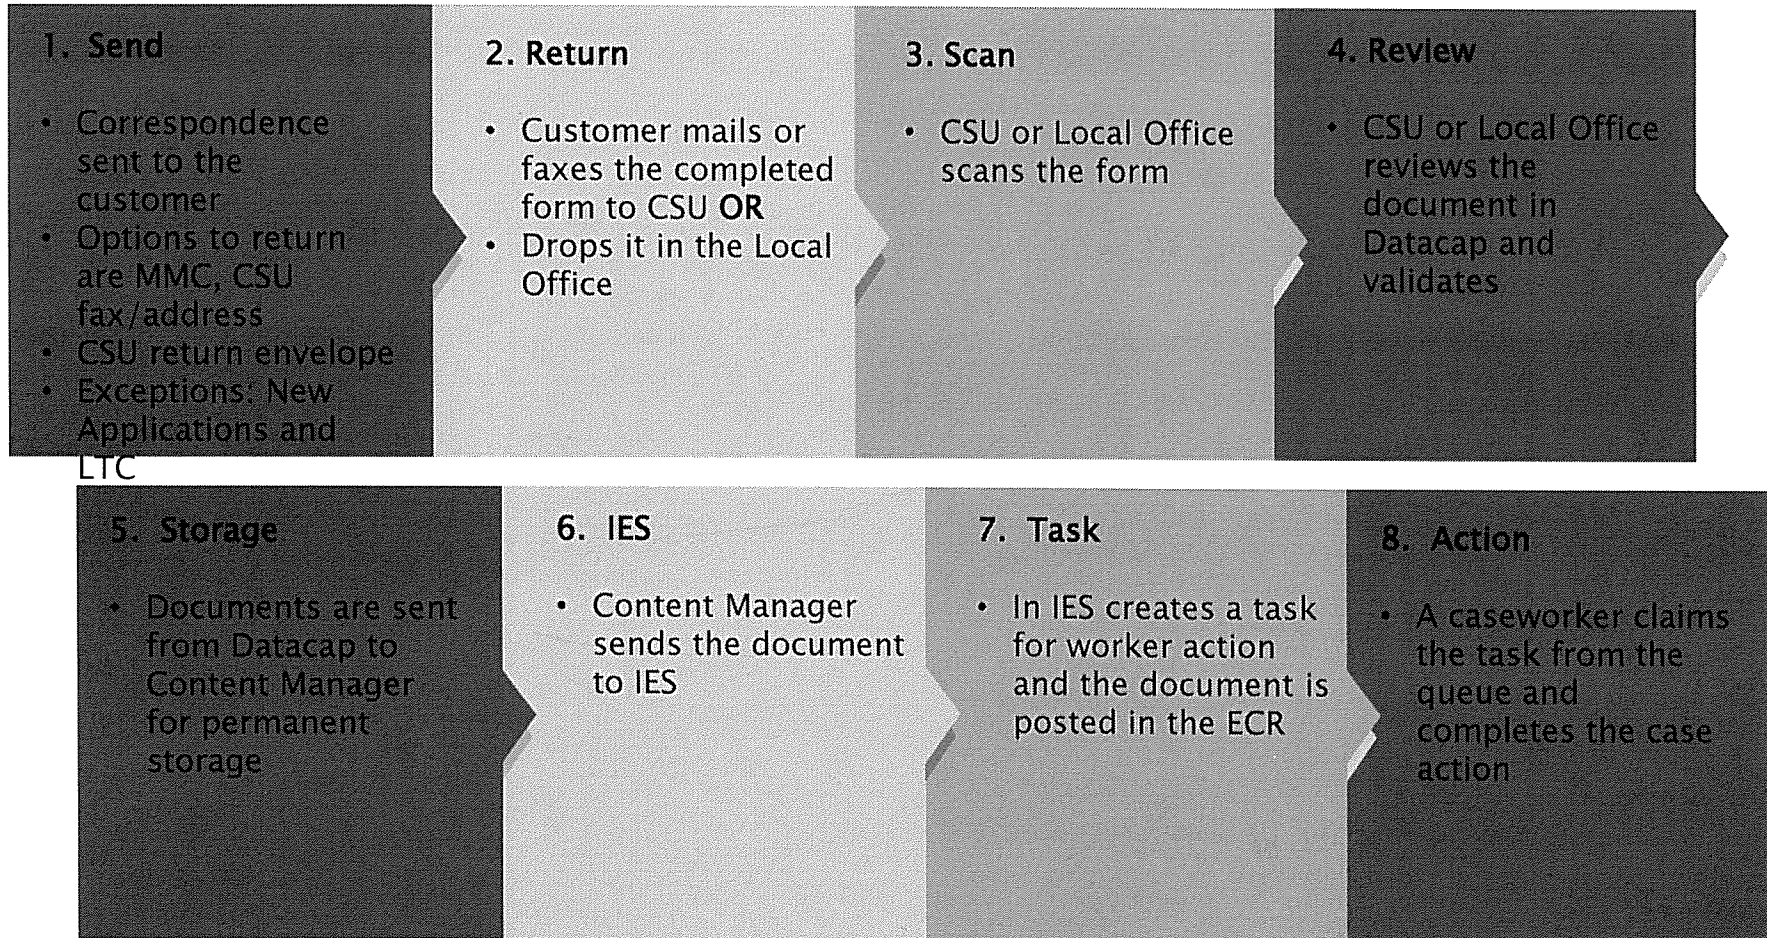 1. Send
• Correspondence
sent to the
customer
• Options to return
are MMC, CSU
fax/address
• CSU return envelope
• Exceptions: New
Applications and
LTC
2. Return
• Customer mails or
faxes the completed
form to CSU OR
• Drops it in the Local
Office
3. Scan
• CSU or Local Office
scans the form
4. Review
• CSU or Local Office
reviews the
document in
Datacap and
validates
5. Storage
• Documents are sent
from Datacap to
Content Manager
for permanent
storage
6. IES
• Content Manager
sends the document
to IES
7. Task
• In IES creates a task
for worker action
and the document is
posted in the ECR
8. Action
• A caseworker claims
the task from the
queue and
completes the case
action